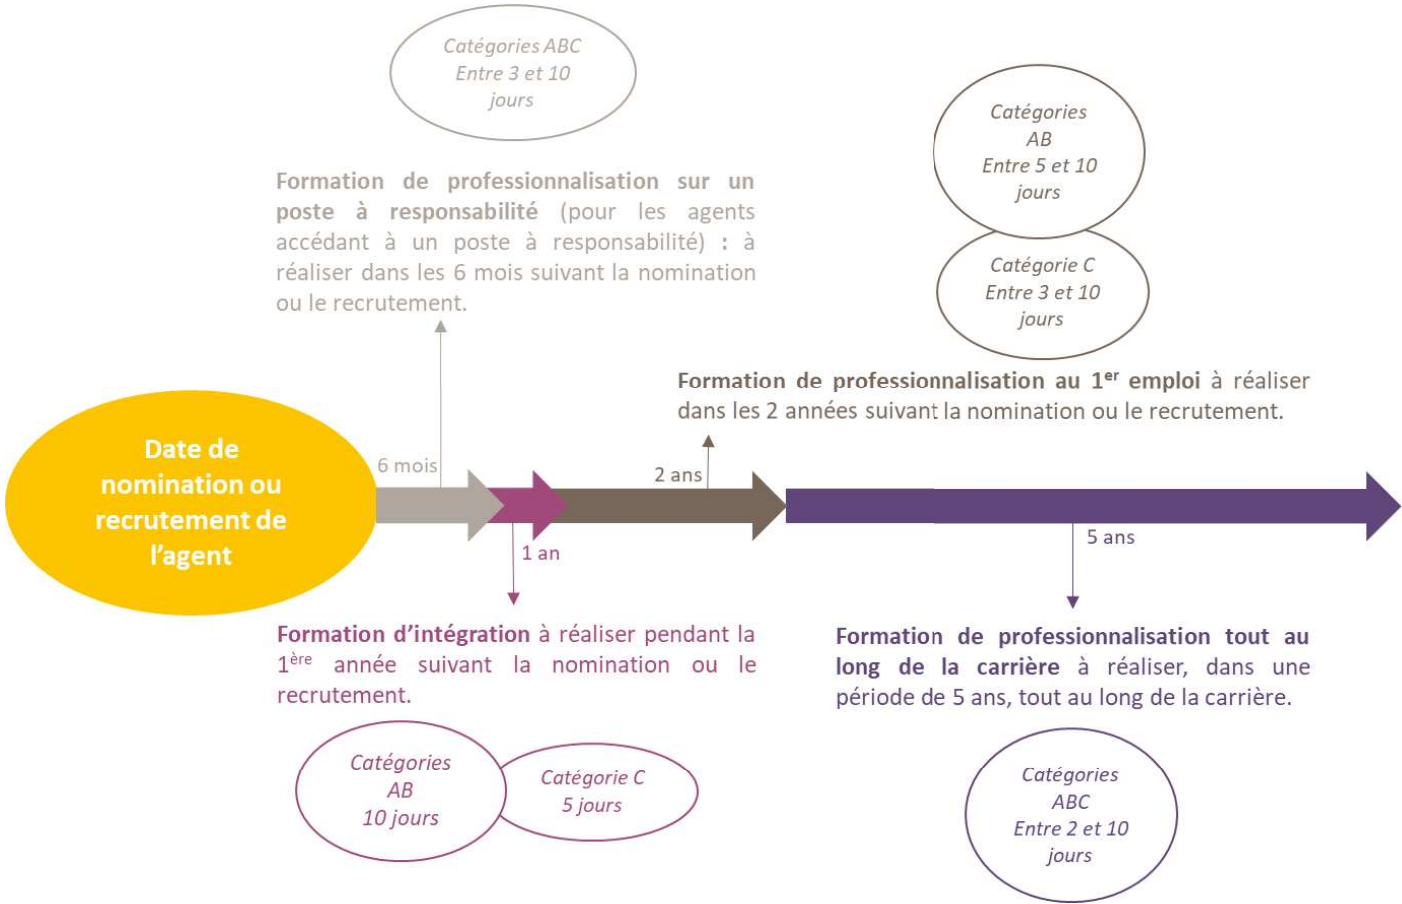 Catégories ABC
Entre 3 et 10
jours
Formation de professionnalisation sur un
poste à responsabilité (pour les agents
accédant à un poste à responsabilité) : à
réaliser dans les 6 mois suivant la nomination
ou le recrutement.
Catégories
AB
Entre 5 et 10
jours
Catégorie C
Entre 3 et 10
jours
Formation de professionnalisation au 1er emploi à réaliser
dans les 2 années suivant la nomination ou le recrutement.
Date de
nomination ou
recrutement de
l’agent
6 mois
2 ans
1 an
5 ans
Formation d’intégration à réaliser pendant la
1ère année suivant la nomination ou le
recrutement.
Catégories
AB
10 jours
Catégorie C
5 jours
Formation de professionnalisation tout au
long de la carrière à réaliser, dans une
période de 5 ans, tout au long de la carrière.
Catégories
ABC
Entre 2 et 10
jours